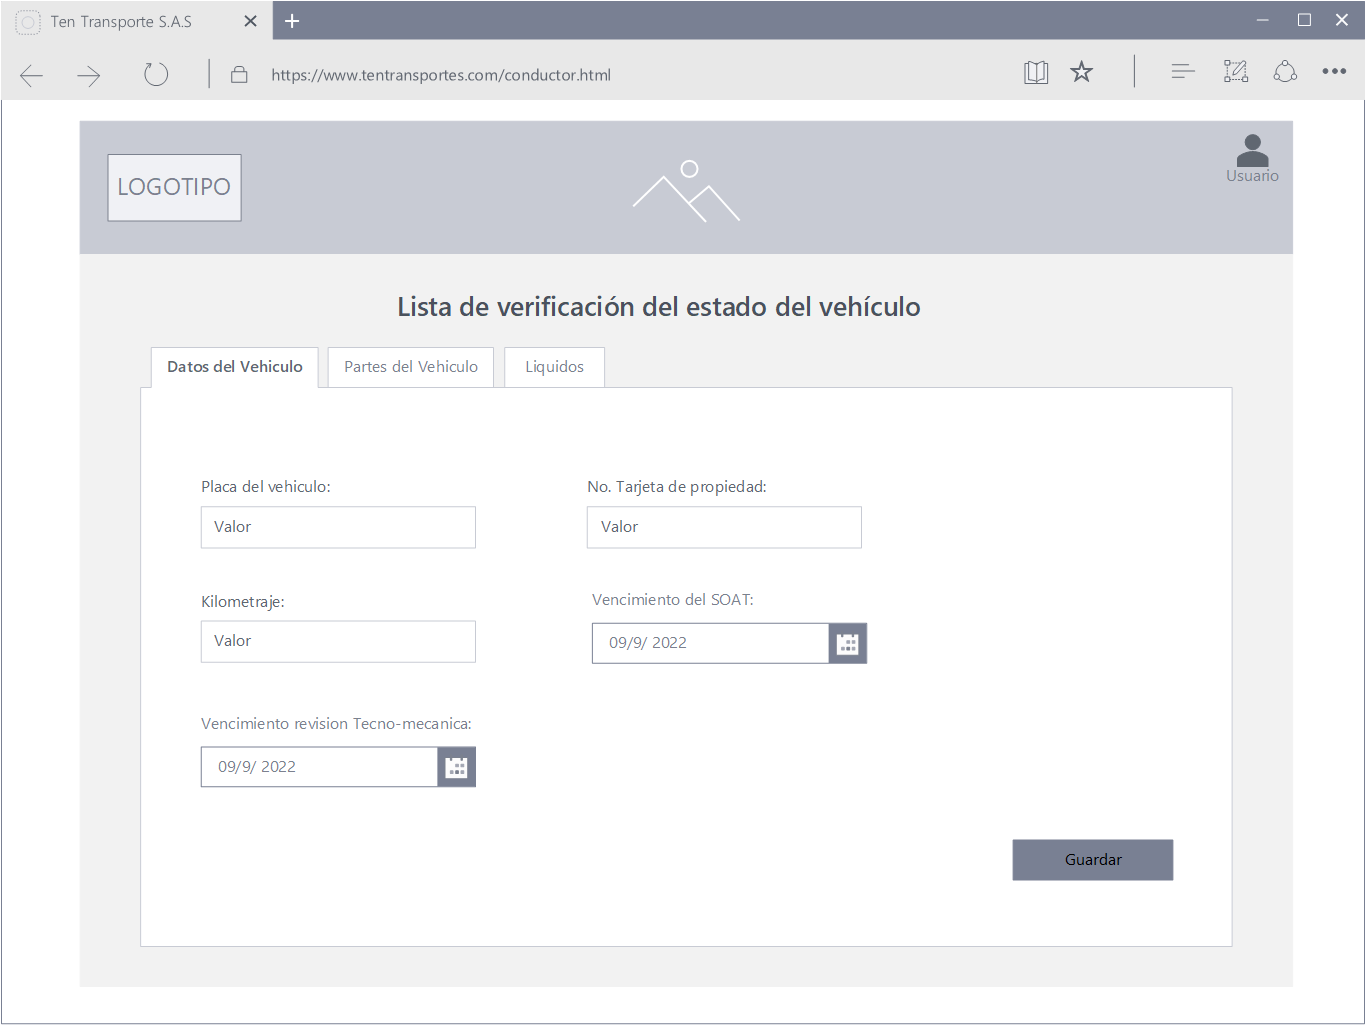 Ten Transporte S.A.S
https://www.tentransportes.com/conductor.html
LOGOTIPO
Usuario
Lista de verificación del estado del vehículo
Datos del Vehiculo
Partes del Vehiculo
Liquidos
Placa del vehiculo:
No. Tarjeta de propiedad:
Valor
Valor
Kilometraje:
Vencimiento del SOAT:
Valor
09/9/ 2022
Vencimiento revision Tecno-mecanica:
09/9/ 2022
Guardar